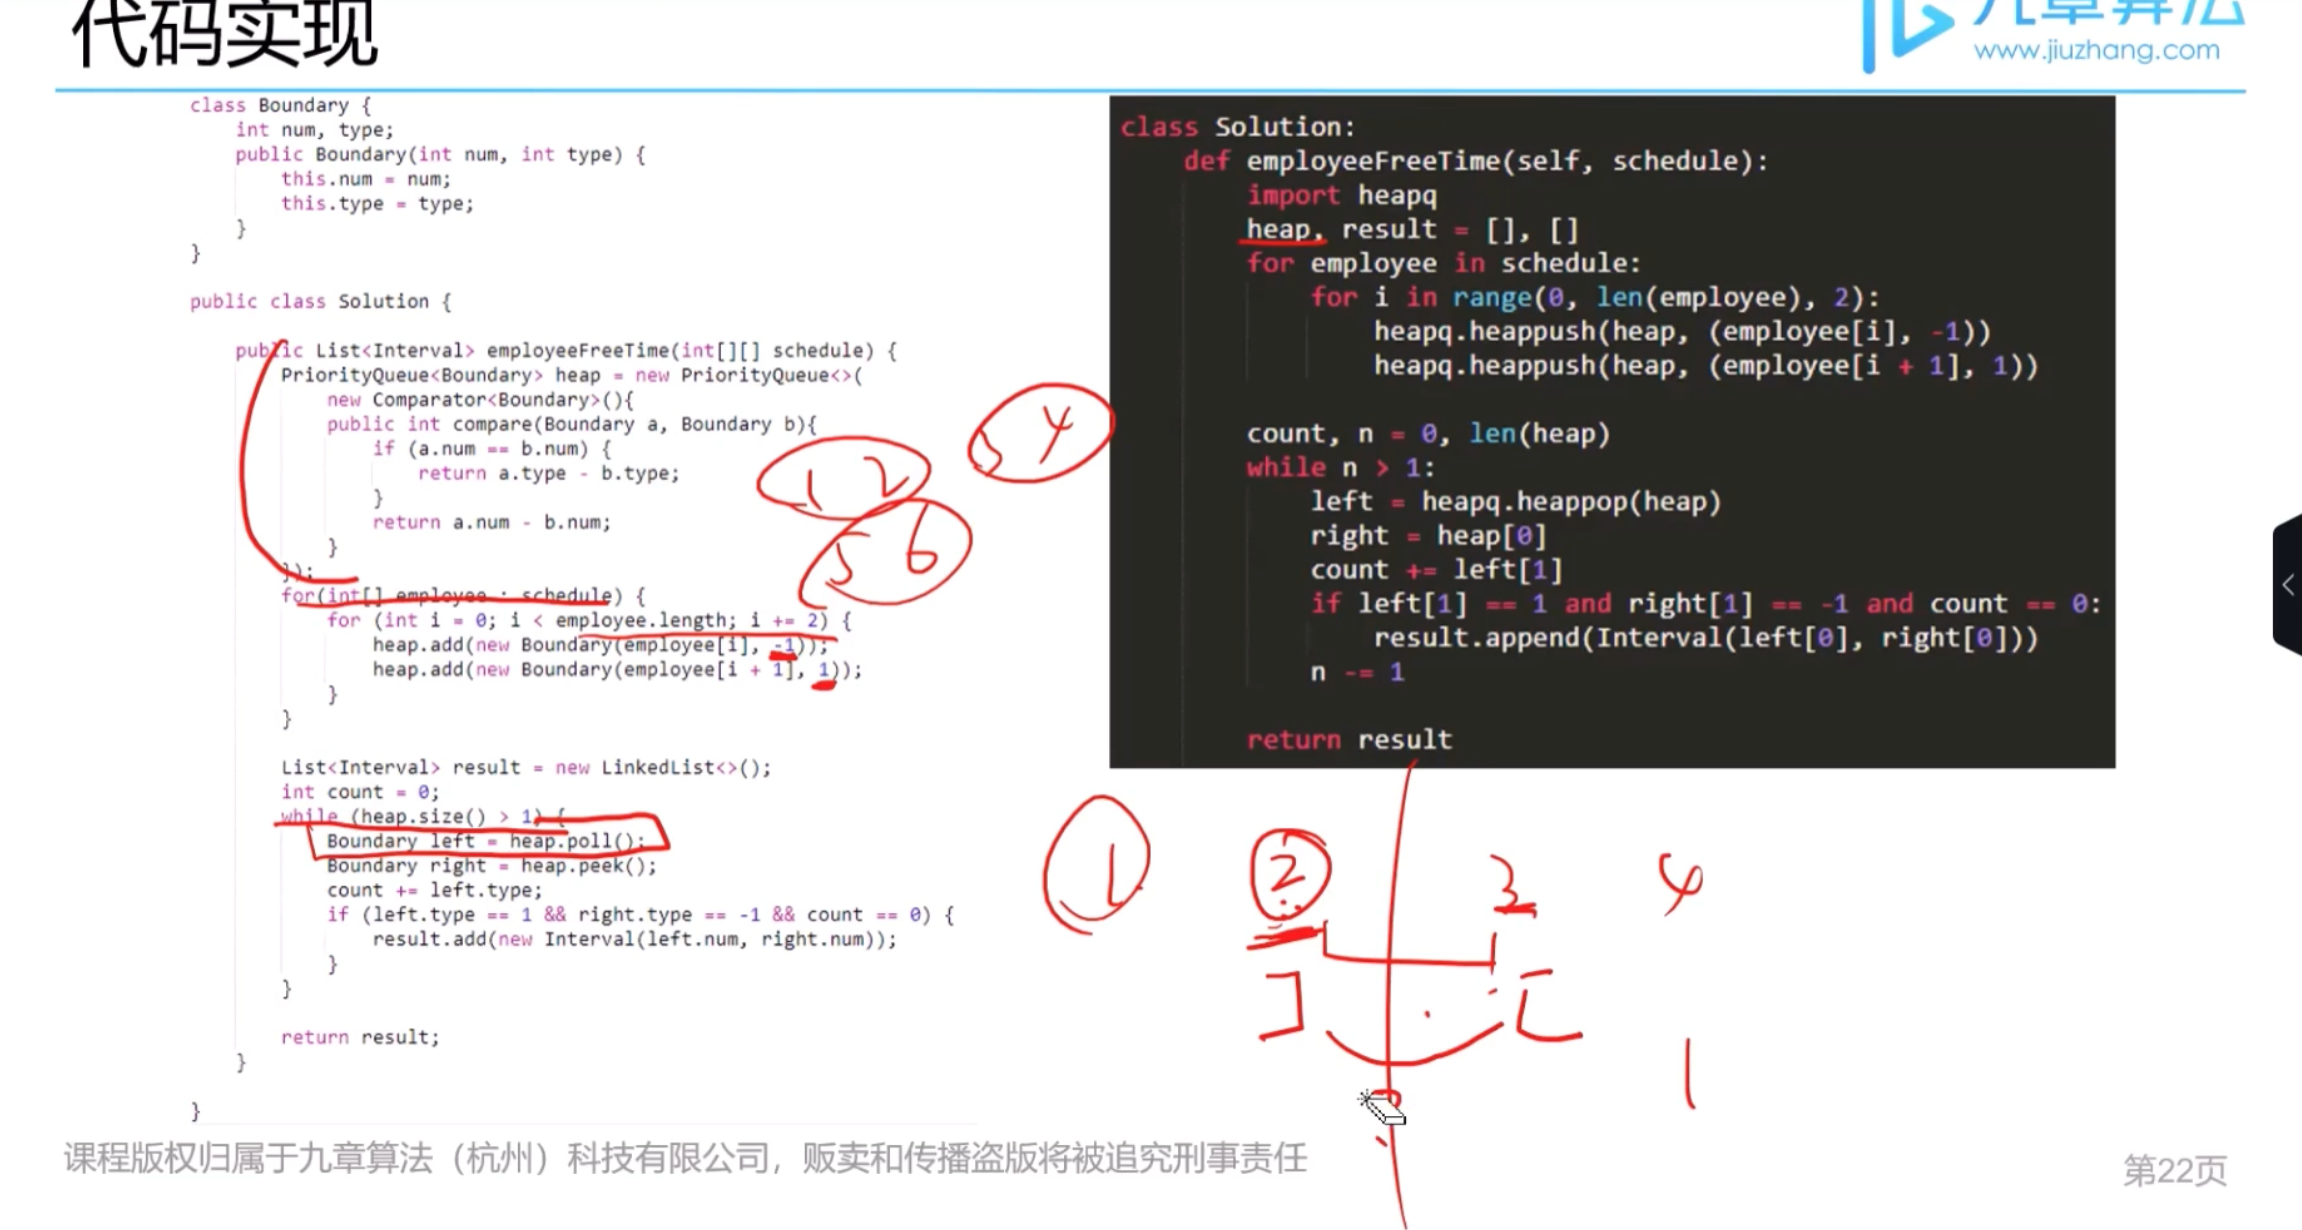 代码实现
九章算法
www.jiuzhang.com
class Boundary {
int num, type;
public Boundary(int num, int type) {
this.num = num;
this.type = type;
}
}
public class Solution {
public List<Interval> employeeFreeTime(int[][] schedule) {
PriorityQueue<Boundary> heap = new PriorityQueue<>(
new Comparator<Boundary>(){
public int compare(Boundary a, Boundary b){
if (a.num == b.num) {
return a.type - b.type;
}
return a.num - b.num;
}
});
for(int[] employee : schedule) {
for (int i = 0; i < employee.length; i += 2) {
heap.add(new Boundary(employee[i], -1));
heap.add(new Boundary(employee[i + 1], 1));
}
}
List<Interval> result = new LinkedList<>();
int count = 0;
while (heap.size() > 1) {
Boundary left = heap.poll();
Boundary right = heap.peek();
count += left.type;
if (left.type == 1 && right.type == -1 && count == 0) {
result.add(new Interval(left.num, right.num));
}
}
return result;
}
}
1 2
5 6
3 4
class Solution:
def employeeFreeTime(self, schedule):
import heapq
heap, result = [], []
for employee in schedule:
for i in range(0, len(employee), 2):
heapq.heappush(heap, (employee[i], -1))
heapq.heappush(heap, (employee[i + 1], 1))
count, n = 0, len(heap)
while n > 1:
left = heapq.heappop(heap)
right = heap[0]
count += left[1]
if left[1] == 1 and right[1] == -1 and count == 0:
result.append(Interval(left[0], right[0]))
n -= 1
return result
1 2 3 4
] [
1
课程版权归属于九章算法（杭州）科技有限公司，贩卖和传播盗版将被追究刑事责任
第22页